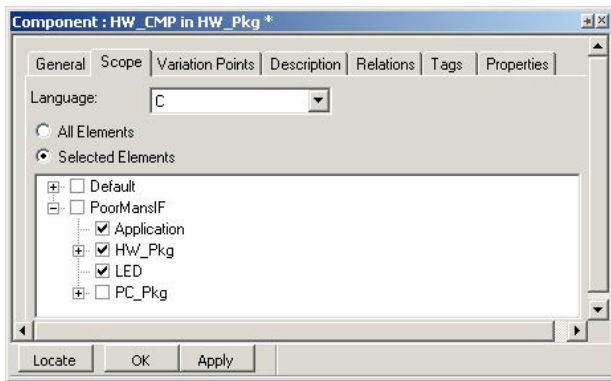 Component : HW_CMP in HW_Pkg *
General Scope Variation Points Description Relations Tags Properties
Language: C
All Elements
Selected Elements
Default
PoorMansIF
Application
HW_Pkg
LED
PC_Pkg
Locate OK Apply